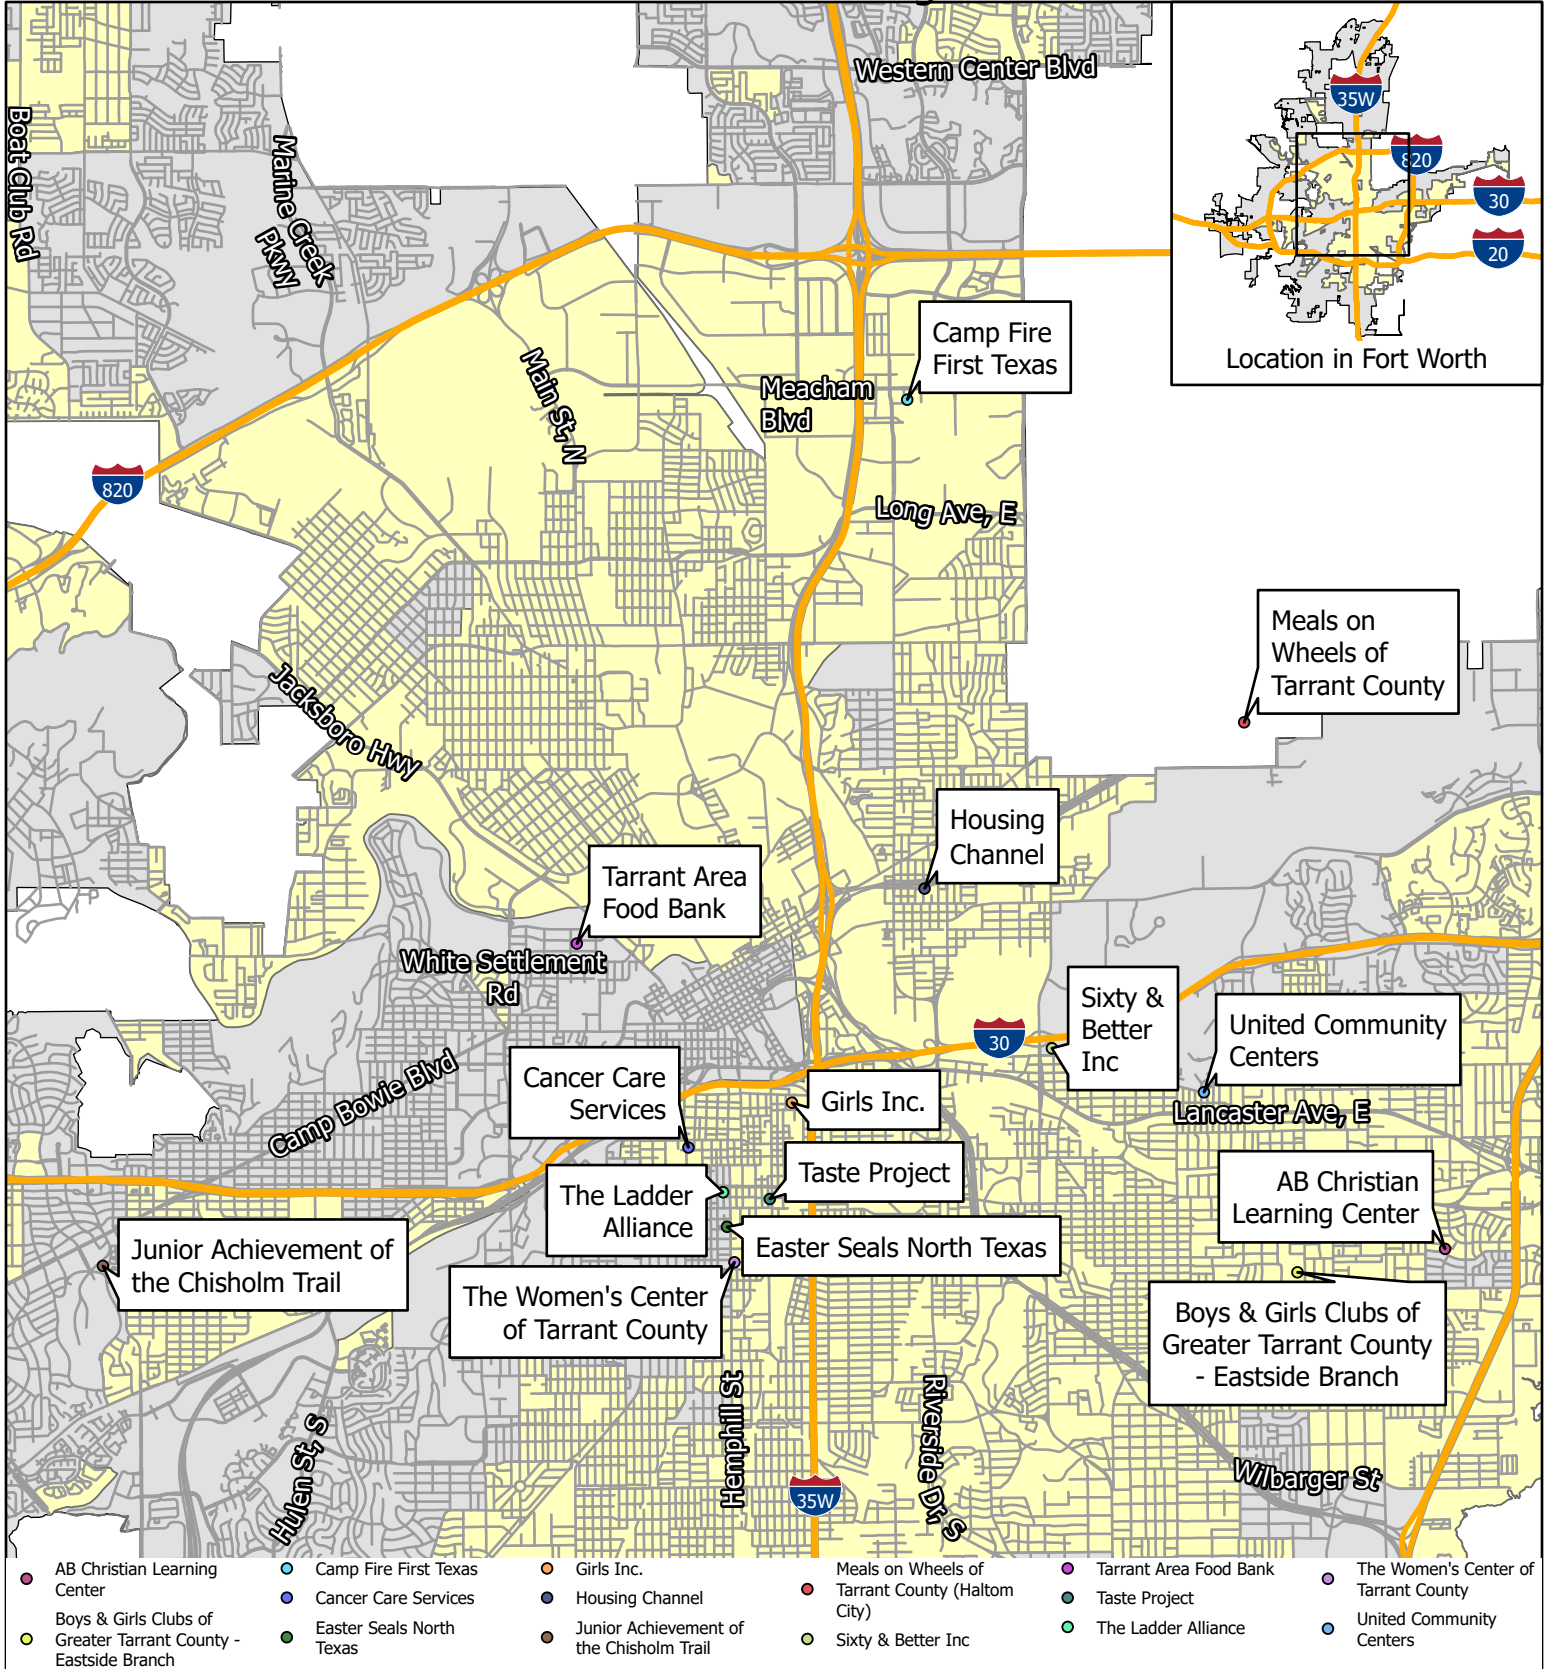 Western Center Blvd
35W
820
30
20
Location in Fort Worth
Boat Club Rd
Marine Creek
Pkwy
Camp Fire
First Texas
Main St, N
Meacham
Blvd
820
Long Ave, E
Meals on
Wheels of
Tarrant County
Jacksboro Hwy
Housing
Channel
Tarrant Area
Food Bank
White Settlement
Rd
Sixty &
Better
Inc
United Community
Centers
30
Cancer Care
Services
Girls Inc.
Lancaster Ave, E
Camp Bowie Blvd
Taste Project
AB Christian
Learning Center
The Ladder
Alliance
Junior Achievement of
the Chisholm Trail
Easter Seals North Texas
The Women's Center
of Tarrant County
Boys & Girls Clubs of
Greater Tarrant County
- Eastside Branch
Hulen St, S
Hemphill St
35W
Riverside Dr, S
Wilbarger St
AB Christian Learning
Center
Boys & Girls Clubs of
Greater Tarrant County -
Eastside Branch
Camp Fire First Texas
Cancer Care Services
Easter Seals North
Texas
Girls Inc.
Housing Channel
Junior Achievement of
the Chisholm Trail
Meals on Wheels of
Tarrant County (Haltom
City)
Sixty & Better Inc
Tarrant Area Food Bank
Taste Project
The Ladder Alliance
The Women's Center of
Tarrant County
United Community
Centers